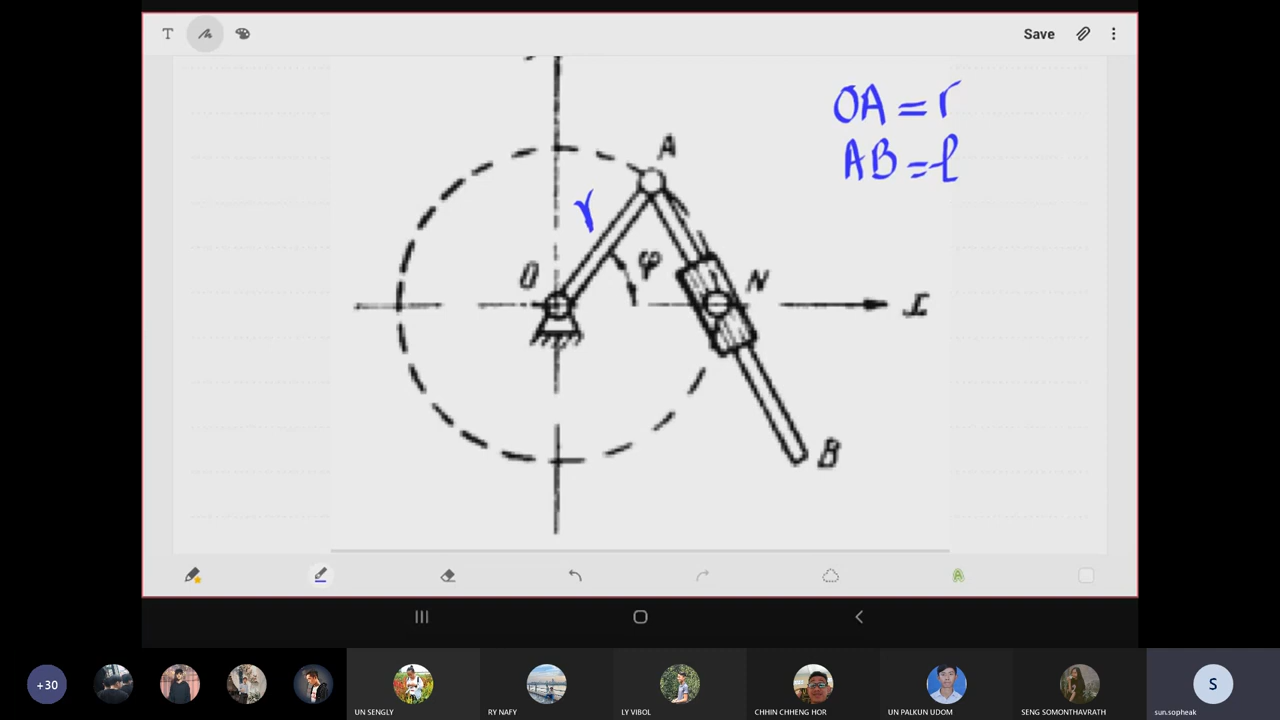 T
Save
OA = r
AB = l
A
r
φ
O
N
x
B
A
+30
S
UN SENGLY
RY NAFY
LY VIBOL
CHHIN CHHENG HOR
UN PALKUN UDOM
SENG SOMONTHAVRATH
sun.sopheak